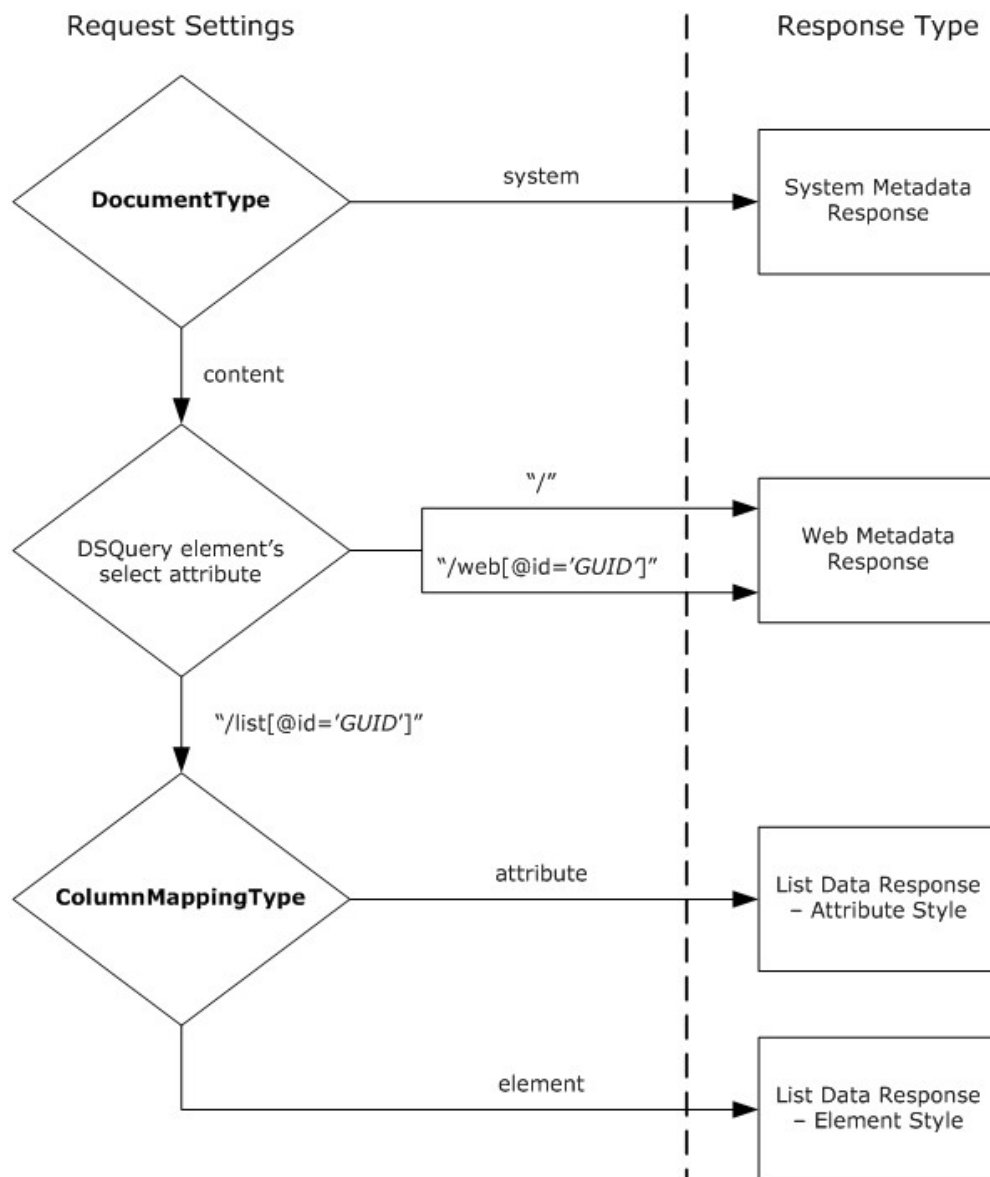 Request Settings
Response Type
DocumentType
system
System Metadata
Response
content
DSQuery element’s
select attribute
“/”
“/web[@id=’GUID’]”
Web Metadata
Response
“/list[@id=’GUID’]”
ColumnMappingType
attribute
List Data Response
– Attribute Style
element
List Data Response
– Element Style